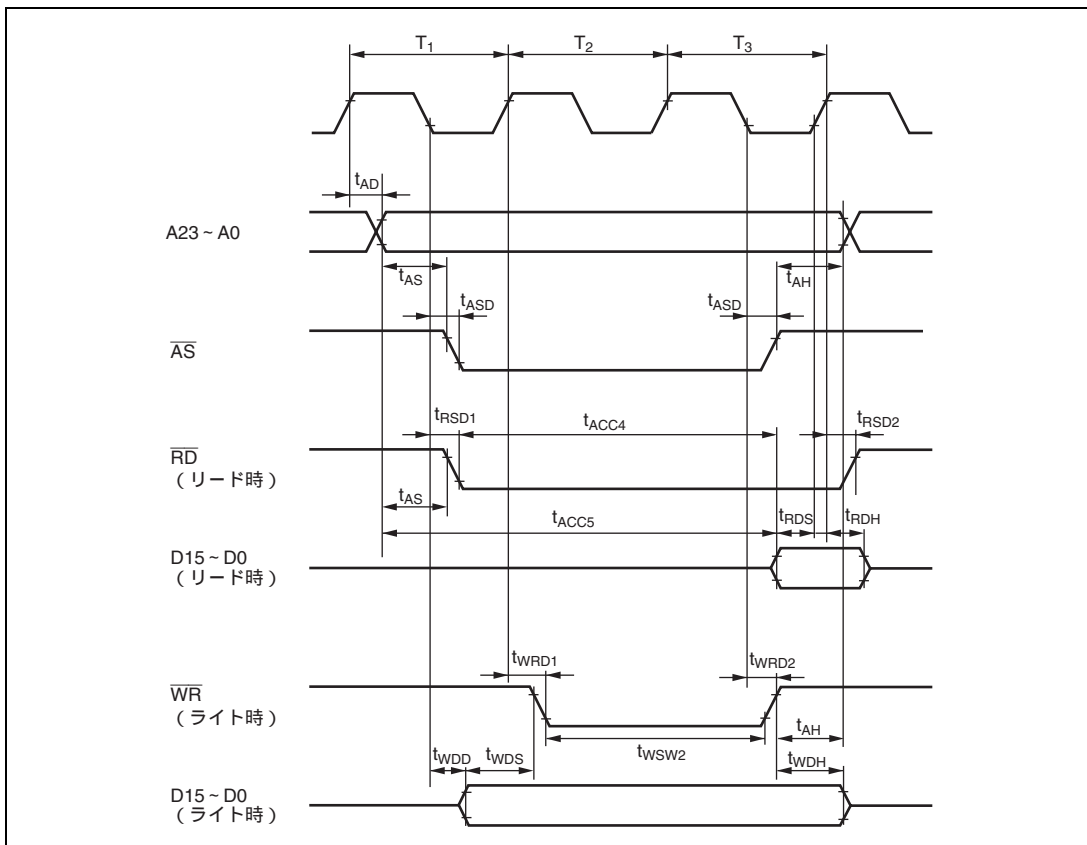 T1 T2 T3
tAD
A23 ~ A0
tAS tAH
tASD tASD
AS
tRSD1 tACC4 tRSD2
RD
( リード時 )
tAS
tACC5 tRDS tRDH
D15 ~ D0
( リード時 )
tWRD1 tWRD2
WR
( ライト時 )
tAH
tWSW2
tWDD tWDS tWDH
D15 ~ D0
( ライト時 )